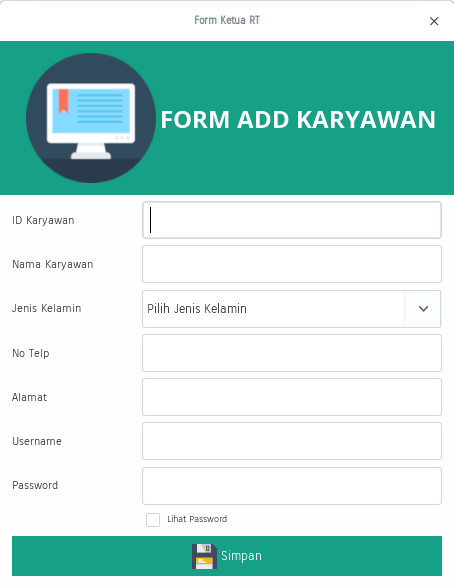 Form Ketua RT
FORM ADD KARYAWAN
ID Karyawan
Nama Karyawan
Jenis Kelamin
Pilih Jenis Kelamin
No Telp
Alamat
Username
Password
Lihat Password
Simpan